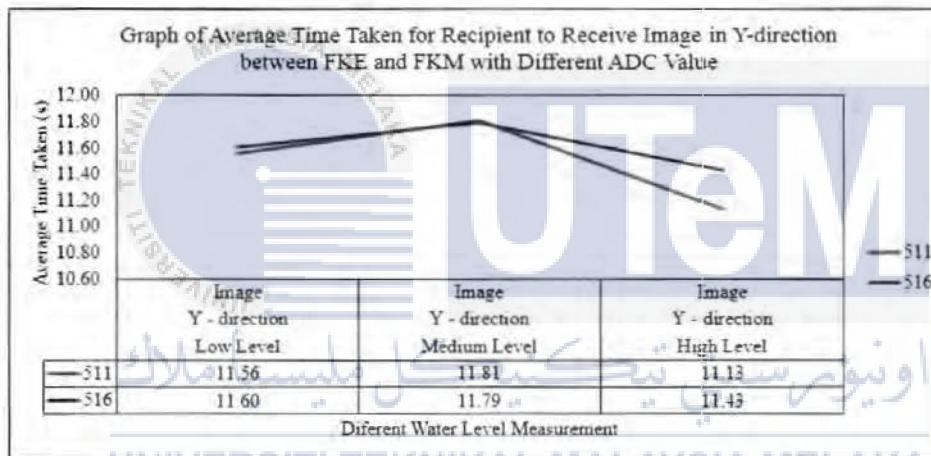 Graph of Average Time Taken for Recipient to Receive Image in Y-direction
between FKE and FKM with Different ADC Value
Average Time Taken (s)
12.00
11.80
11.60
11.40
11.20
11.00
10.80
10.60
511
516
Image Image Image
Y - direction Y - direction Y - direction
Low Level Medium Level High Level
511 11.56 11.81 11.13
516 11.60 11.79 11.43
Diferent Water Level Measurement
UTeM
اونيۏرسيتي تيكنيكل مليسيا ملاك
UNIVERSITI TEKNIKAL MALAYSIA MELAKA